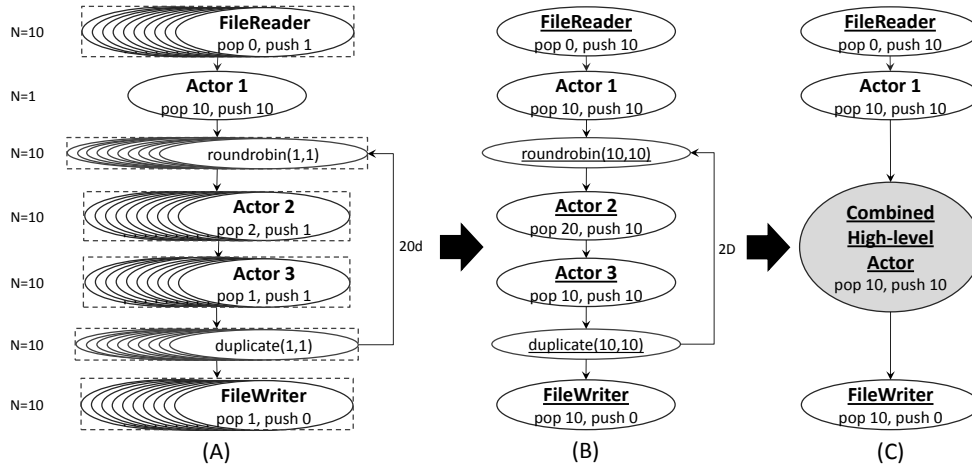 N=10
FileReader
pop 0, push 1
N=1
Actor 1
pop 10, push 10
N=10
roundrobin(1,1)
N=10
Actor 2
pop 2, push 1
20d
N=10
Actor 3
pop 1, push 1
N=10
duplicate(1,1)
N=10
FileWriter
pop 1, push 0
(A)
FileReader
pop 0, push 10
Actor 1
pop 10, push 10
roundrobin(10,10)
Actor 2
pop 20, push 10
2D
Actor 3
pop 10, push 10
duplicate(10,10)
FileWriter
pop 10, push 0
(B)
FileReader
pop 0, push 10
Actor 1
pop 10, push 10
Combined
High-level
Actor
pop 10, push 10
FileWriter
pop 10, push 0
(C)